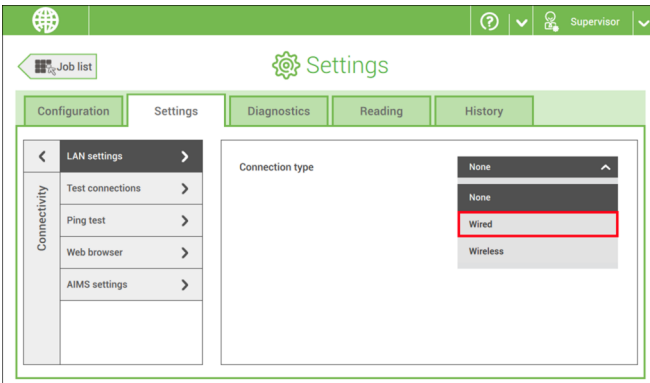 Supervisor
Job list
Settings
Configuration
Settings
Diagnostics
Reading
History
Connectivity
LAN settings
Test connections
Ping test
Web browser
AIMS settings
Connection type
None
None
Wired
Wireless